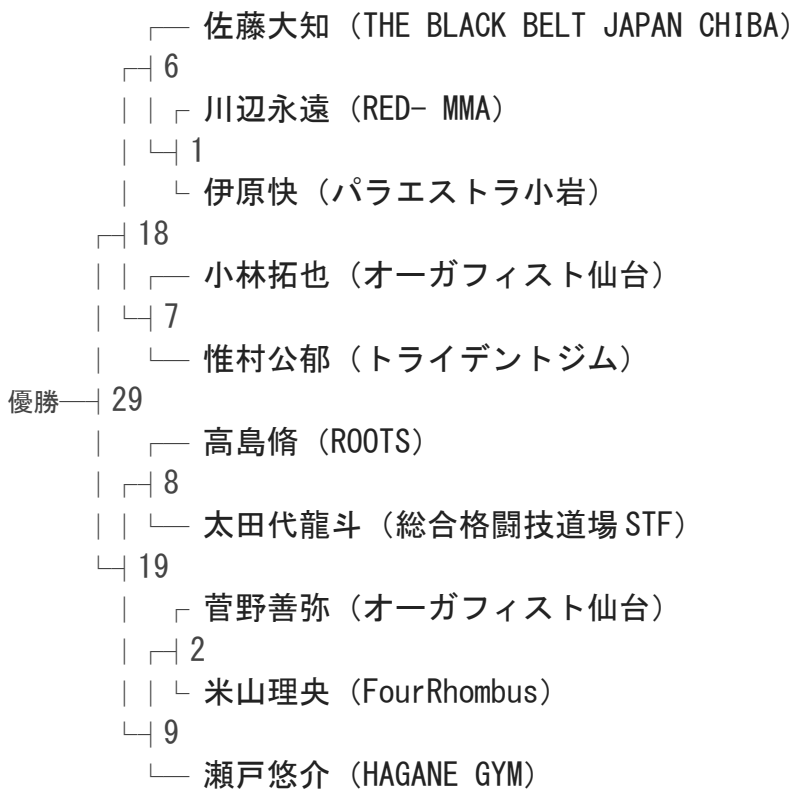 佐藤大知（THE BLACK BELT JAPAN CHIBA）
6
川辺永遠（RED- MMA）
1
伊原快（パラエストラ小岩）
18
小林拓也（オーガフィスト仙台）
7
惟村公郁（トライデントジム）
優勝 29
高島脩（ROOTS）
8
太田代龍斗（総合格闘技道場 STF）
19
菅野善弥（オーガフィスト仙台）
2
米山理央（FourRhombus）
9
瀬戸悠介（HAGANE GYM）